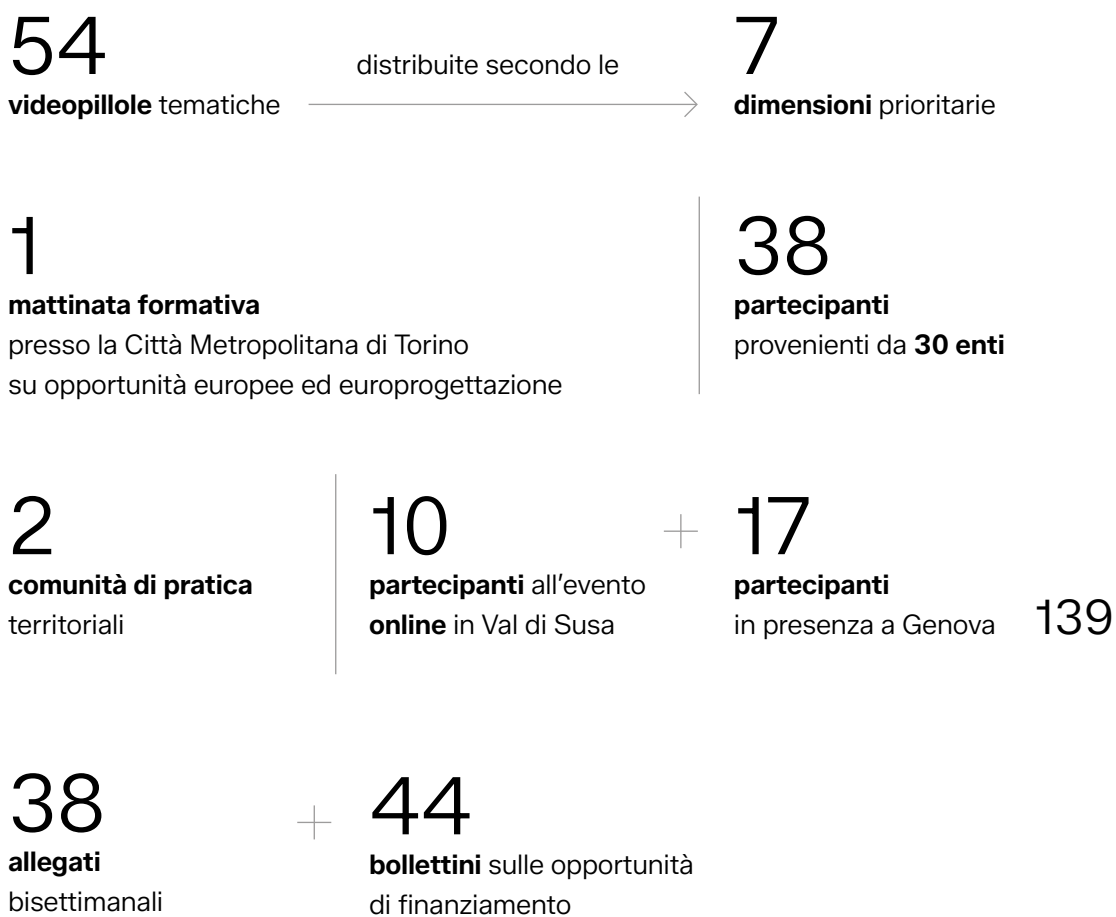 54
videopillole tematiche
distribuite secondo le
7
dimensioni prioritarie
1
mattinata formativa
presso la Città Metropolitana di Torino
su opportunità europee ed europrogettazione
38
partecipanti
provenienti da 30 enti
2
comunità di pratica
territoriali
10
partecipanti all'evento
online in Val di Susa
17
partecipanti
in presenza a Genova
139
38
allegati
bisettimanali
44
bollettini sulle opportunità
di finanziamento